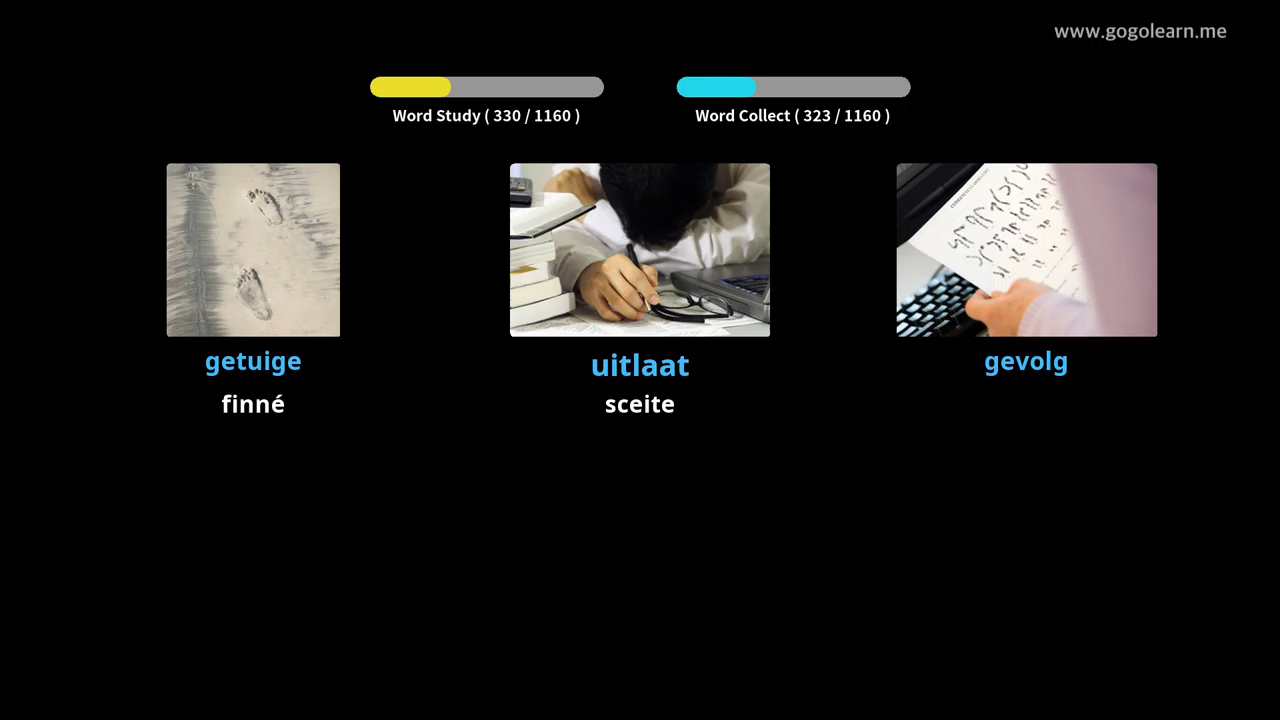 www.gogolearn.me
Word Study ( 330 / 1160 )
Word Collect ( 323 / 1160 )
getuige
uitlaat
gevolg
finné
sceite